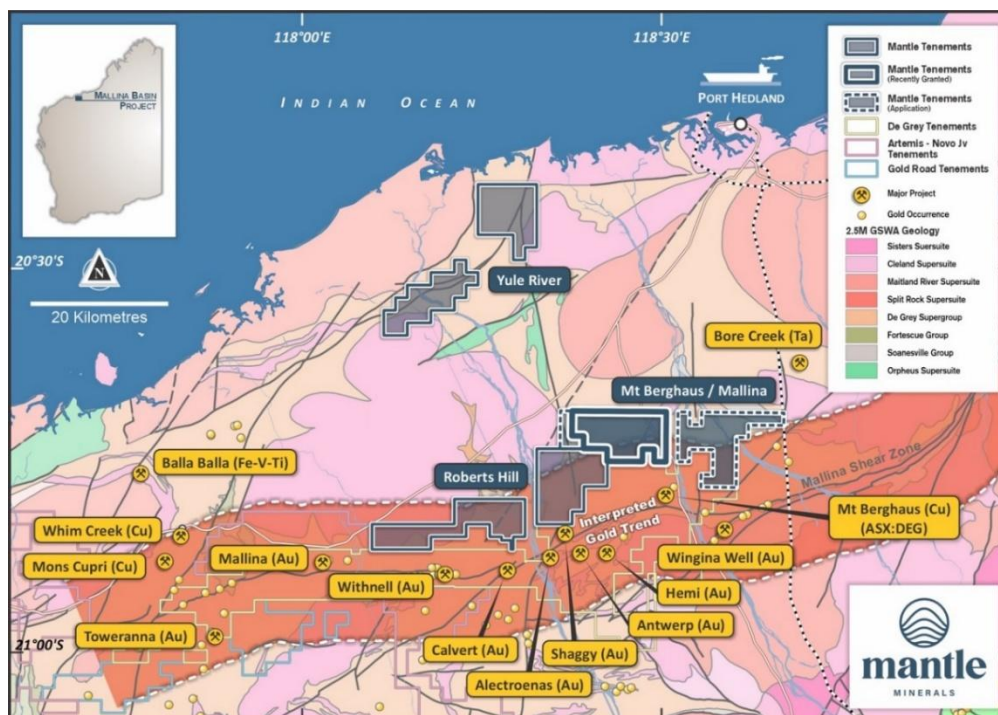 118°00'E
118°30'E
MALLINA BASIN
PROJECT
INDIAN OCEAN
PORT HEDLAND
20°30'S
N
20 Kilometres
Yule River
Bore Creek (Ta)
Mt Berghaus / Mallina
Balla Balla (Fe-V-Ti)
Roberts Hill
Mallina Shear Zone
Whim Creek (Cu)
Interpreted
Gold Trend
Mt Berghaus (Cu)
(ASX:DEG)
Mons Cupri (Cu)
Mallina (Au)
Withnell (Au)
Wingina Well (Au)
Hemi (Au)
Toweranna (Au)
Antwerp (Au)
21°00'S
Calvert (Au)
Shaggy (Au)
Alectroenas (Au)
Mantle Tenements
Mantle Tenements
(Recently Granted)
Mantle Tenements
(Application)
De Grey Tenements
Artemis - Novo Jv
Tenements
Gold Road Tenements
Major Project
Gold Occurrence
2.5M GSWA Geology
Sisters Suersuite
Cleland Supersuite
Maitland River Supersuite
Split Rock Supersuite
De Grey Supergroup
Fortescue Group
Soanesville Group
Orpheus Supersuite
mantle
MINERALS